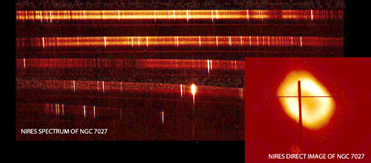 NIRES SPECTRUM OF NGC 7027
NIRES DIRECT IMAGE OF NGC 7027